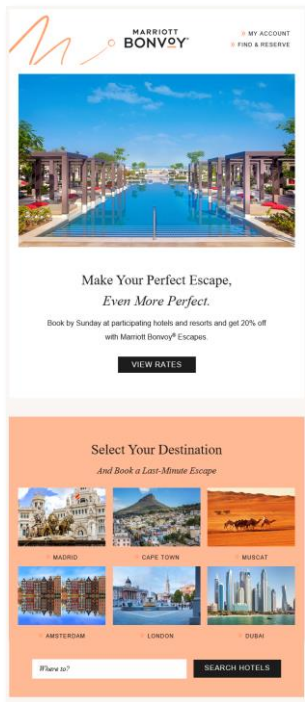 MARRIOTT
BONVOY™
MY ACCOUNT
FIND & RESERVE
Make Your Perfect Escape,
Even More Perfect.
Book by Sunday at participating hotels and resorts and get 20% off
with Marriott Bonvoy® Escapes.
VIEW RATES
Select Your Destination
And Book a Last-Minute Escape
MADRID
CAPE TOWN
MUSCAT
AMSTERDAM
LONDON
DUBAI
Where to?
SEARCH HOTELS